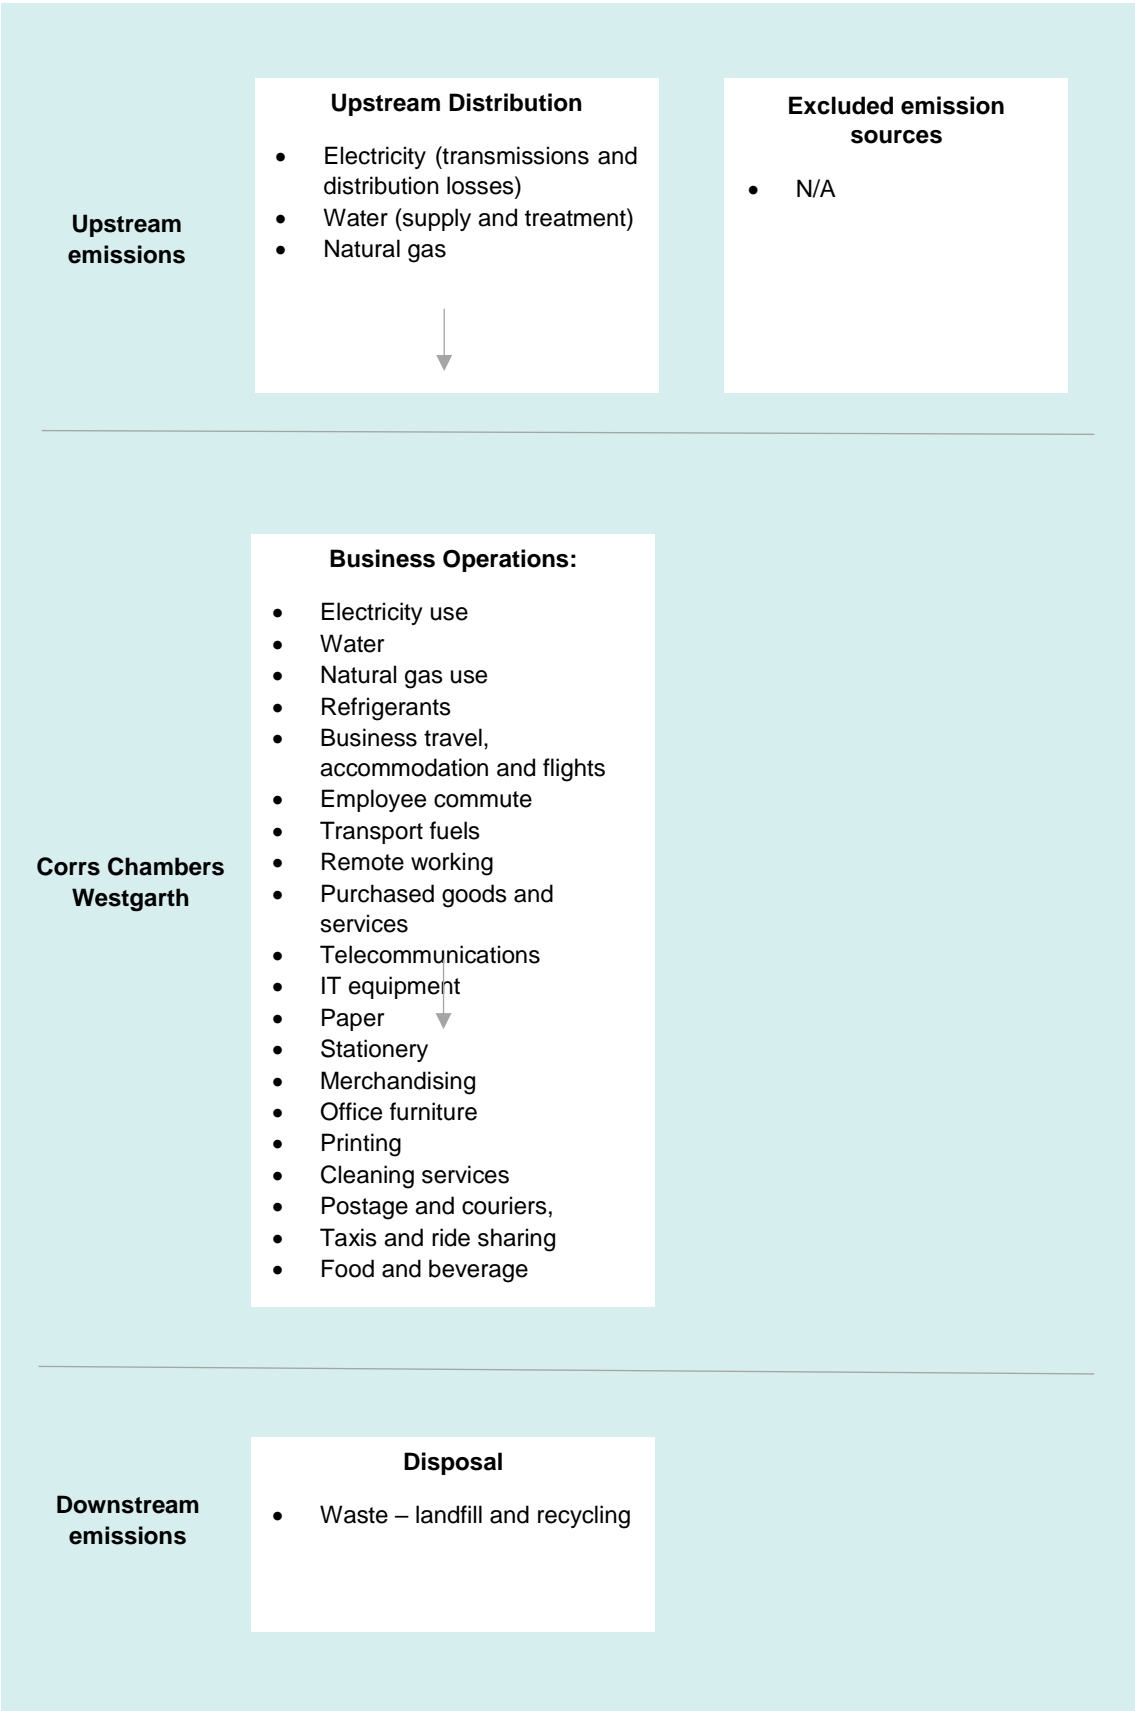 Upstream Distribution
• Electricity (transmissions and
distribution losses)
• Water (supply and treatment)
• Natural gas
Excluded emission
sources
• N/A
Upstream
emissions
Business Operations:
• Electricity use
• Water
• Natural gas use
• Refrigerants
• Business travel,
accommodation and flights
• Employee commute
• Transport fuels
• Remote working
• Purchased goods and
services
• Telecommunications
• IT equipment
• Paper
• Stationery
• Merchandising
• Office furniture
• Printing
• Cleaning services
• Postage and couriers,
• Taxis and ride sharing
• Food and beverage
Corrs Chambers
Westgarth
Disposal
• Waste – landfill and recycling
Downstream
emissions